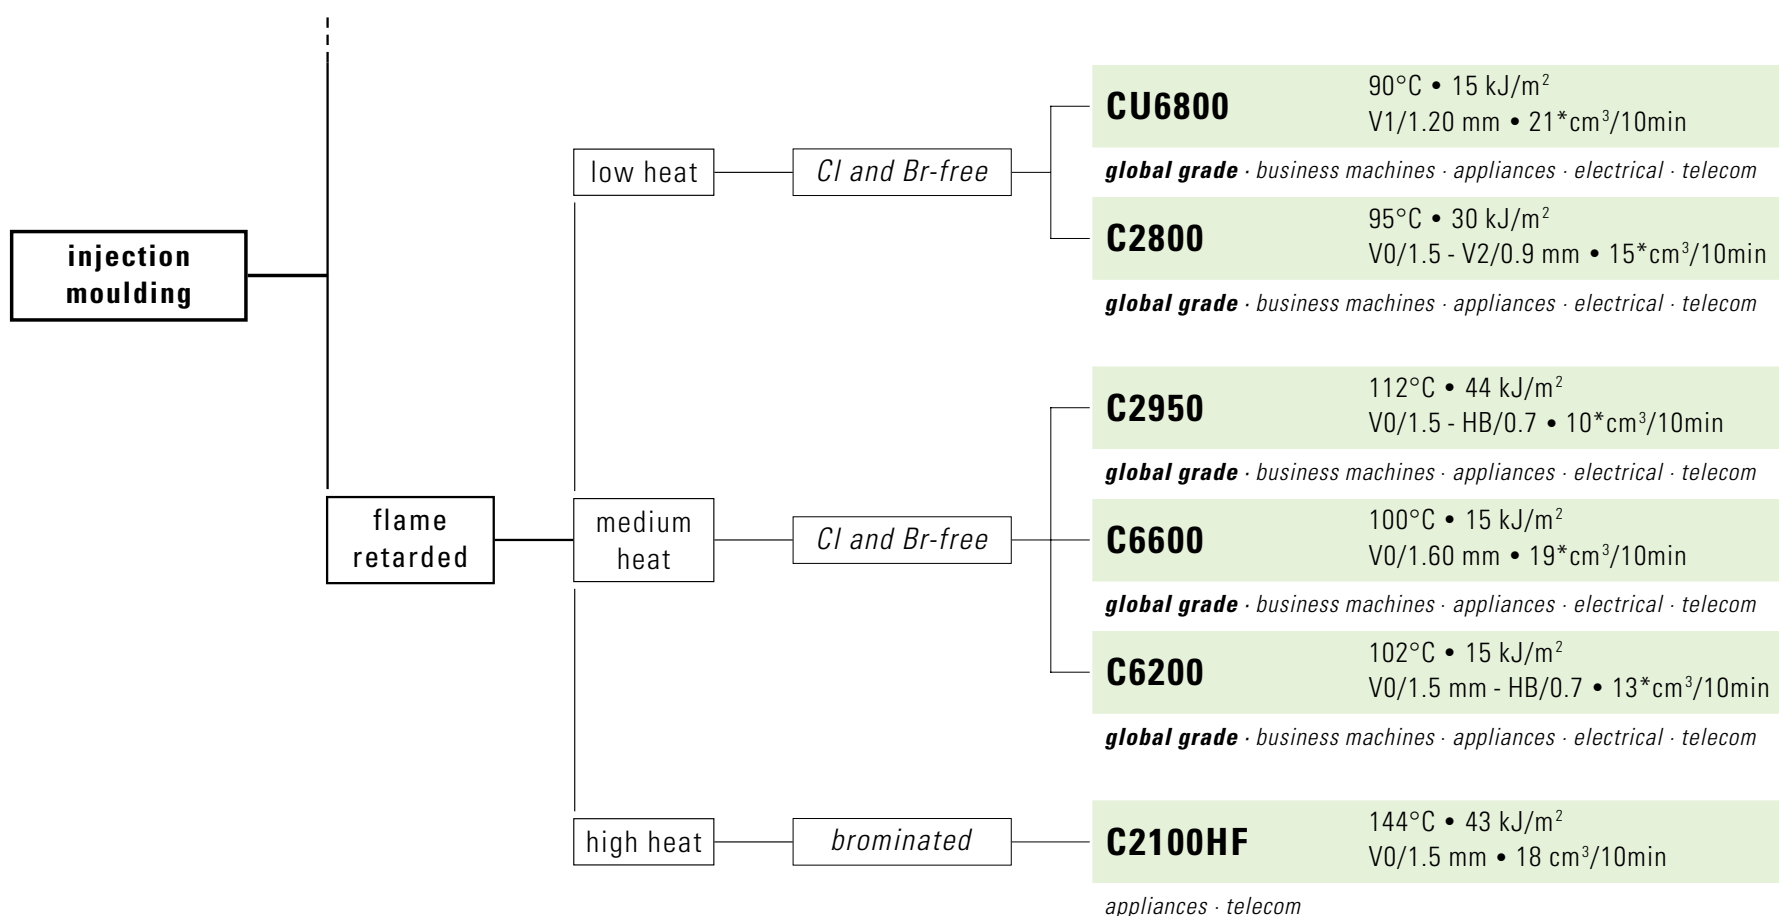 injection
moulding
flame
retarded
low heat
Cl and Br-free
CU6800
90°C • 15 kJ/m²
V1/1.20 mm • 21*cm³/10min
global grade · business machines · appliances · electrical · telecom
C2800
95°C • 30 kJ/m²
V0/1.5 - V2/0.9 mm • 15*cm³/10min
global grade · business machines · appliances · electrical · telecom
medium
heat
Cl and Br-free
C2950
112°C • 44 kJ/m²
V0/1.5 - HB/0.7 • 10*cm³/10min
global grade · business machines · appliances · electrical · telecom
C6600
100°C • 15 kJ/m²
V0/1.60 mm • 19*cm³/10min
global grade · business machines · appliances · electrical · telecom
C6200
102°C • 15 kJ/m²
V0/1.5 mm - HB/0.7 • 13*cm³/10min
global grade · business machines · appliances · electrical · telecom
high heat
brominated
C2100HF
144°C • 43 kJ/m²
V0/1.5 mm • 18 cm³/10min
appliances · telecom